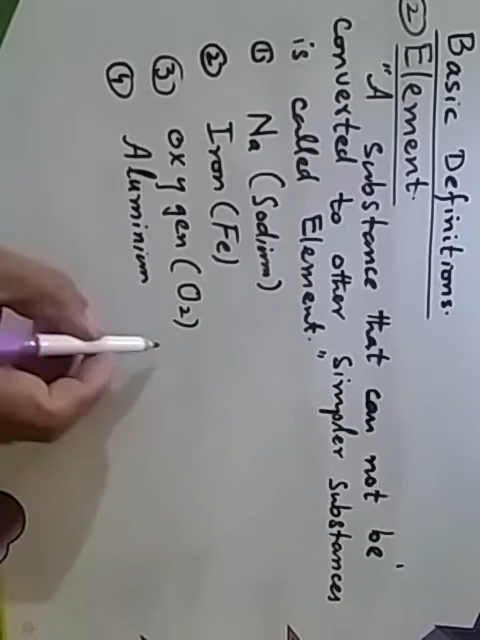 Basic Definitions.
② Element.
"A Substance that can not be
converted to other simpler substances
is called Element."
① Na (Sodium)
② Iron (Fe)
③ oxygen (O2)
④ Aluminium